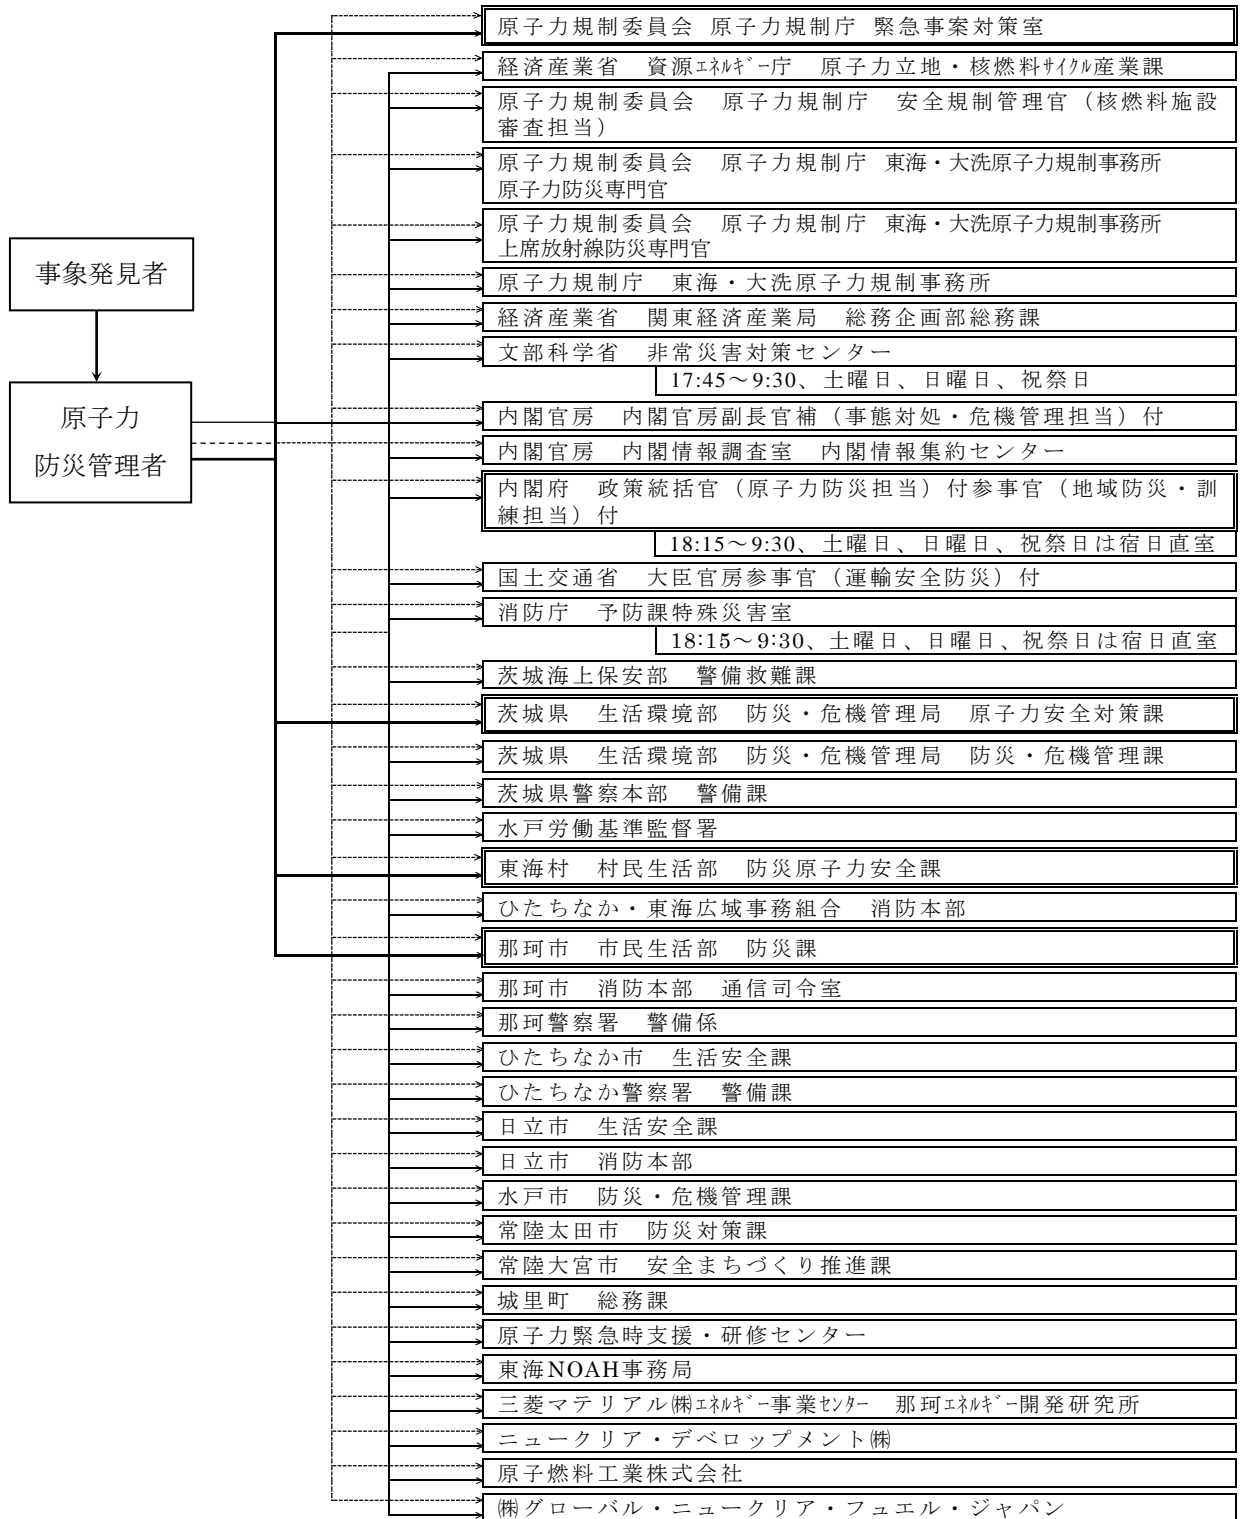 事象発見者
原子力
防災管理者
原子力規制委員会 原子力規制庁 緊急事案対策室
経済産業省　資源ｴﾈﾙｷﾞｰ庁　原子力立地・核燃料ｻｲｸﾙ産業課
原子力規制委員会　原子力規制庁　安全規制管理官（核燃料施設
審査担当）
原子力規制委員会　原子力規制庁 東海・大洗原子力規制事務所
原子力防災専門官
原子力規制委員会　原子力規制庁 東海・大洗原子力規制事務所
上席放射線防災専門官
原子力規制庁　東海・大洗原子力規制事務所
経済産業省　関東経済産業局　総務企画部総務課
文部科学省　非常災害対策センター
17:45～9:30、土曜日、日曜日、祝祭日
内閣官房　内閣官房副長官補（事態対処・危機管理担当）付
内閣官房　内閣情報調査室　内閣情報集約センター
内閣府　政策統括官（原子力防災担当）付参事官（地域防災・訓
練担当）付
18:15～9:30、土曜日、日曜日、祝祭日は宿日直室
国土交通省　大臣官房参事官（運輸安全防災）付
消防庁　予防課特殊災害室
18:15～9:30、土曜日、日曜日、祝祭日は宿日直室
茨城海上保安部　警備救難課
茨城県　生活環境部　防災・危機管理局　原子力安全対策課
茨城県　生活環境部　防災・危機管理局　防災・危機管理課
茨城県警察本部　警備課
水戸労働基準監督署
東海村　村民生活部　防災原子力安全課
ひたちなか・東海広域事務組合　消防本部
那珂市　市民生活部　防災課
那珂市　消防本部　通信司令室
那珂警察署　警備係
ひたちなか市　生活安全課
ひたちなか警察署　警備課
日立市　生活安全課
日立市　消防本部
水戸市　防災・危機管理課
常陸太田市　防災対策課
常陸大宮市　安全まちづくり推進課
城里町　総務課
原子力緊急時支援・研修センター
東海NOAH事務局
三菱マテリアル㈱ｴﾈﾙｷﾞｰ事業ｾﾝﾀｰ　那珂ｴﾈﾙｷﾞｰ開発研究所
ニュークリア・デベロップメント㈱
原子燃料工業株式会社
㈱グローバル・ニュークリア・フュエル・ジャパン